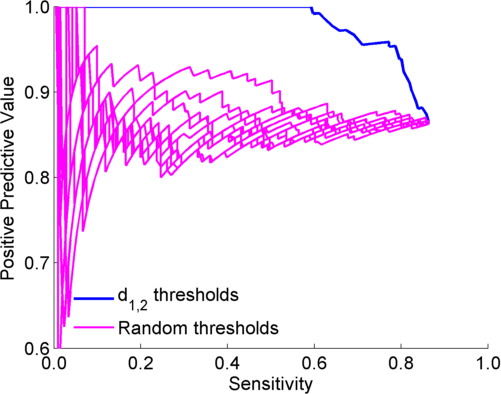 1.0
0.9
0.8
0.7
0.6
Positive Predictive Value
d1,2 thresholds
Random thresholds
0.0 0.2 0.4 0.6 0.8 1.0
Sensitivity